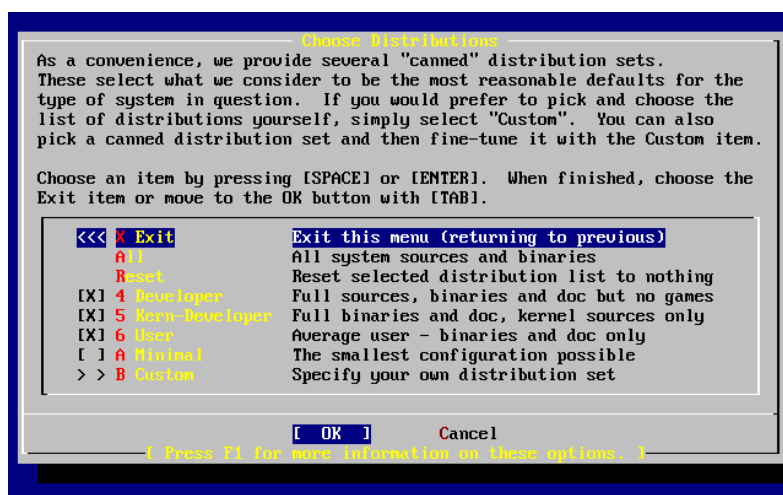 Choose Distributions
As a convenience, we provide several "canned" distribution sets.
These select what we consider to be the most reasonable defaults for the
type of system in question.  If you would prefer to pick and choose the
list of distributions yourself, simply select "Custom".  You can also
pick a canned distribution set and then fine-tune it with the Custom item.
Choose an item by pressing [SPACE] or [ENTER].  When finished, choose the
Exit item or move to the OK button with [TAB].
<<< X Exit Exit this menu (returning to previous)
All All system sources and binaries
Reset Reset selected distribution list to nothing
[X] 4 Developer Full sources, binaries and doc but no games
[X] 5 Kern-Developer Full binaries and doc, kernel sources only
[X] 6 User Average user - binaries and doc only
[ ] A Minimal The smallest configuration possible
> > B Custom Specify your own distribution set
[ OK ] Cancel
[ Press F1 for more information on these options. ]